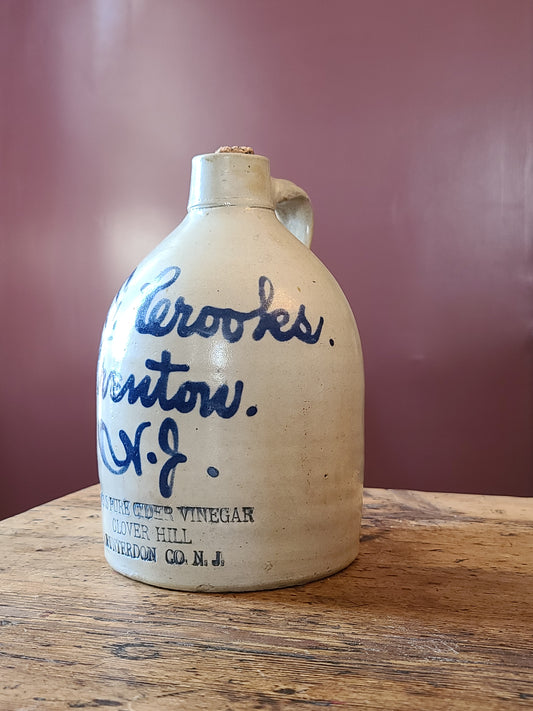 Crooks.
Trenton.
N.J.
PURE CIDER VINEGAR
CLOVER HILL
HUNTERDON CO. N.J.